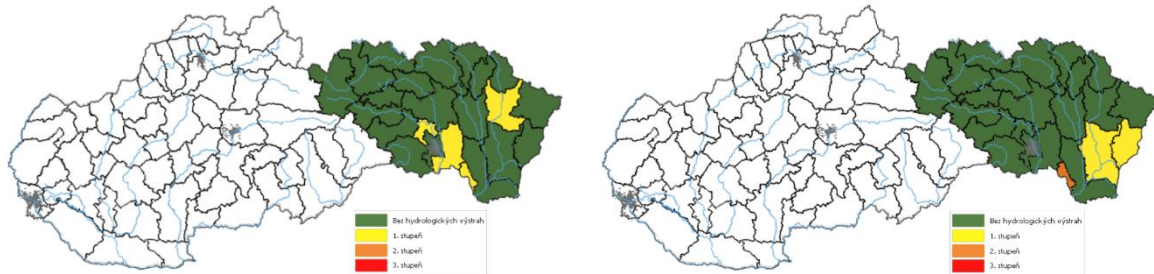 Bez hydrologických výstrah
1. stupeň
2. stupeň
3. stupeň
Bez hydrologických výstrah
1. stupeň
2. stupeň
3. stupeň